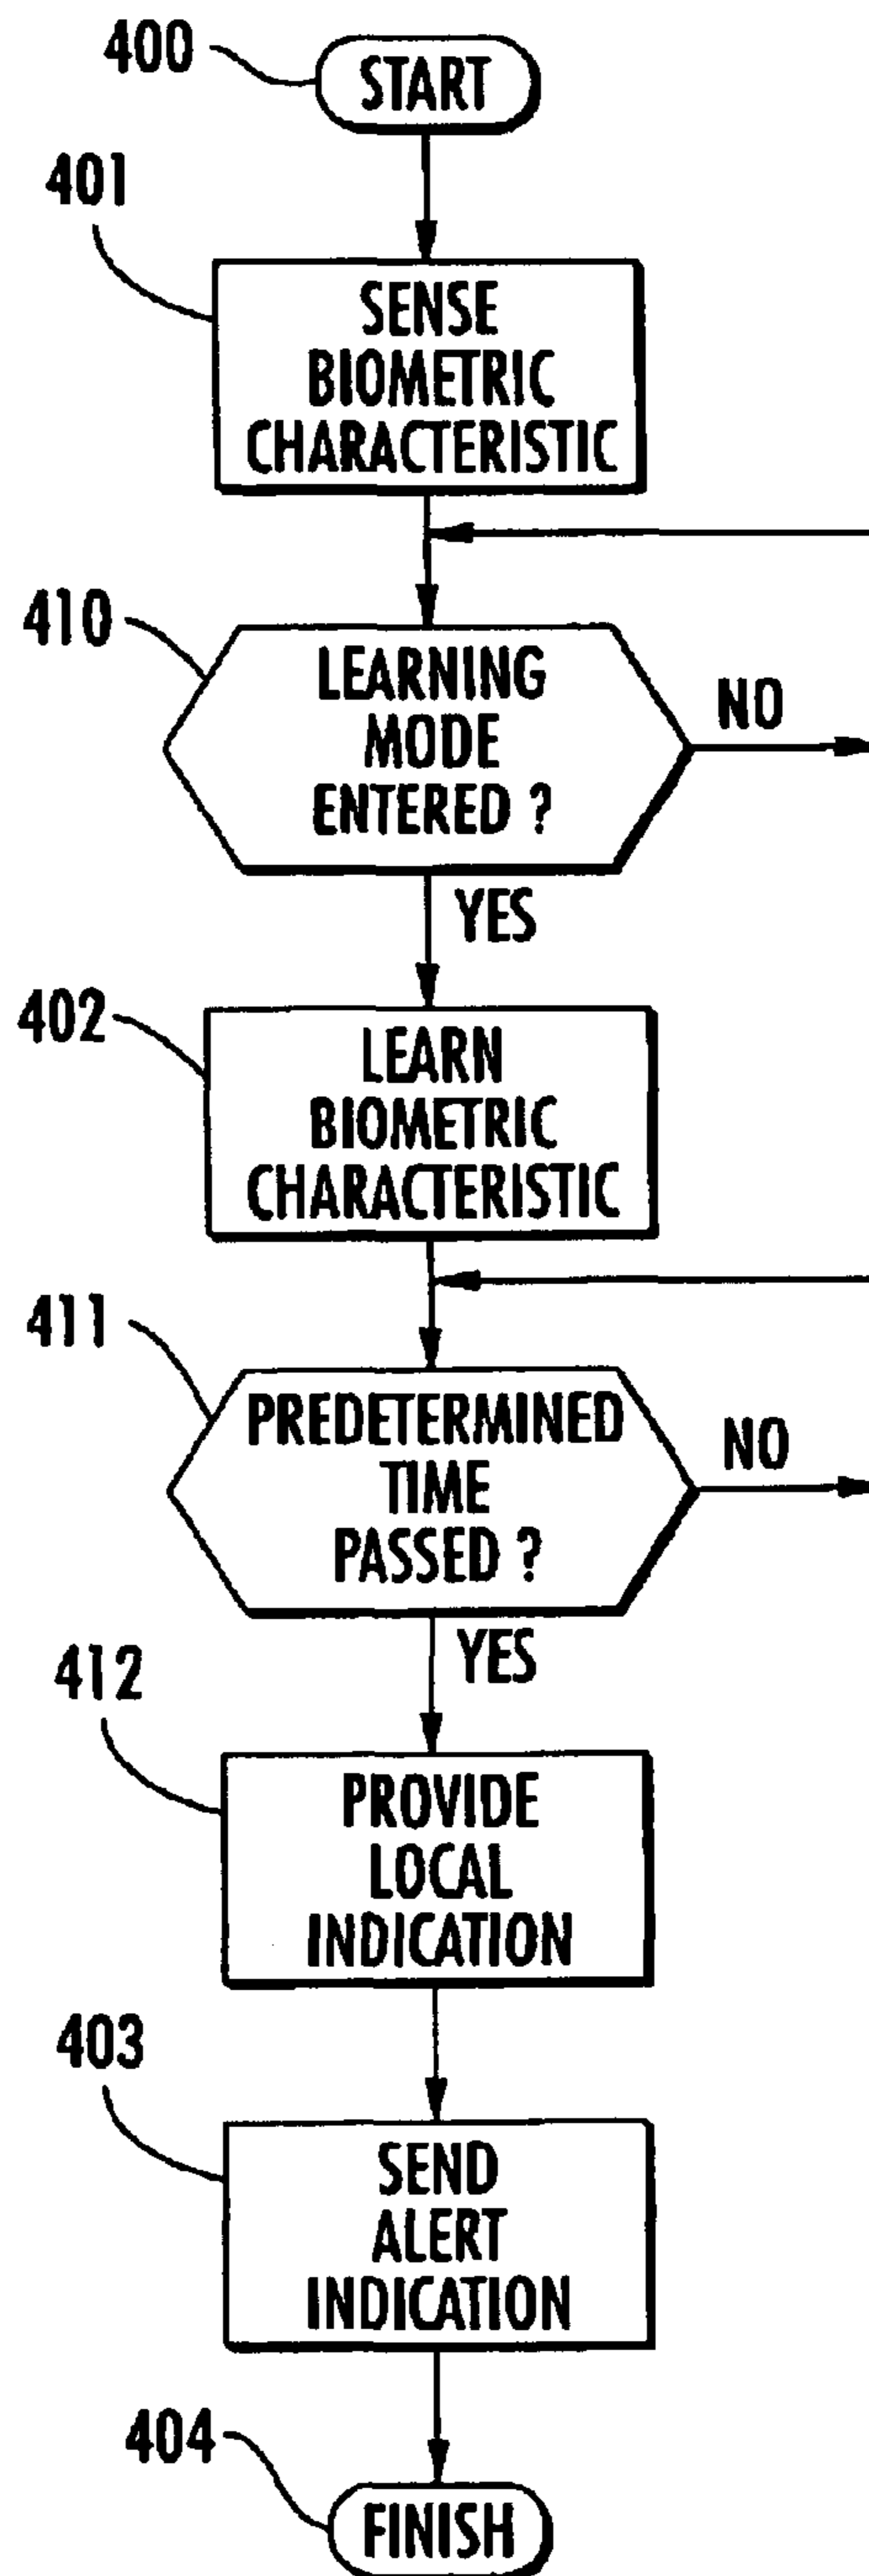 400
START
401
SENSE
BIOMETRIC
CHARACTERISTIC
410
LEARNING
MODE
ENTERED ?
NO
YES
402
LEARN
BIOMETRIC
CHARACTERISTIC
411
PREDETERMINED
TIME
PASSED ?
NO
YES
412
PROVIDE
LOCAL
INDICATION
403
SEND
ALERT
INDICATION
404
FINISH